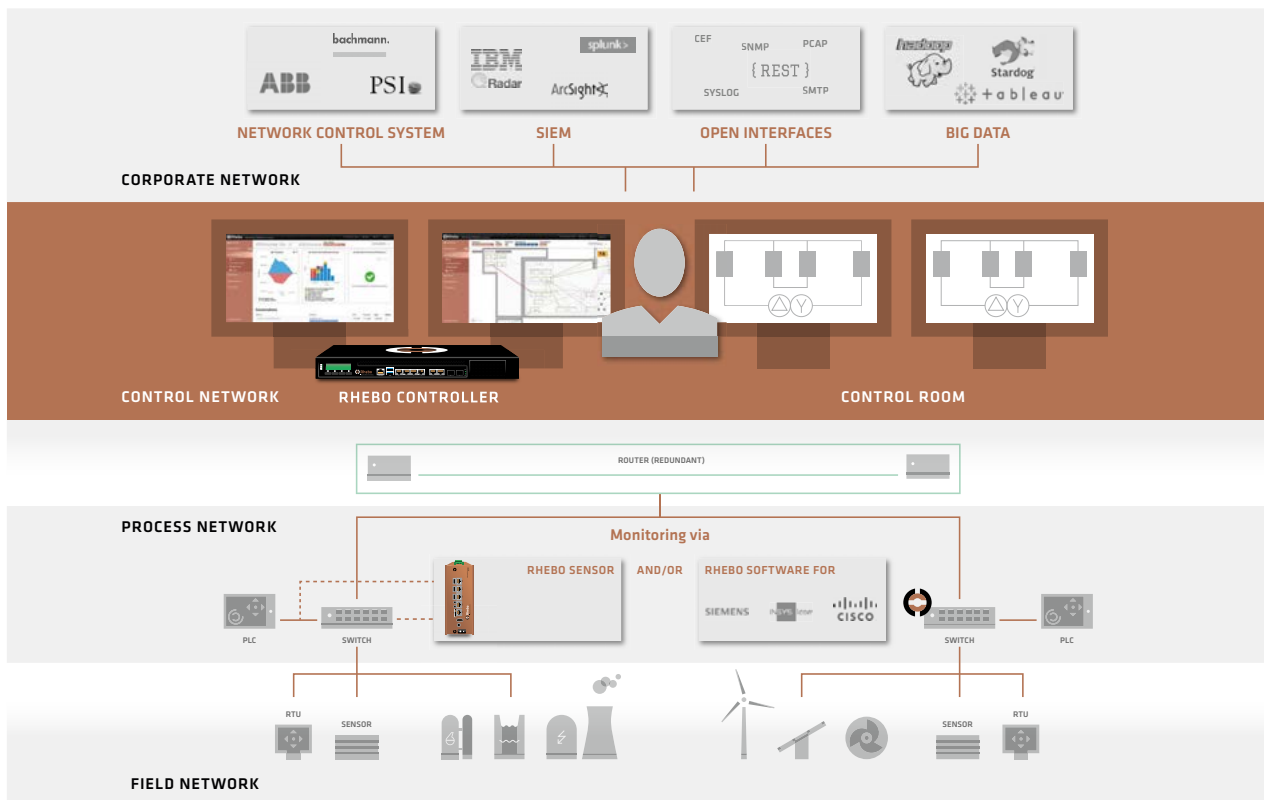 bachmann.
ABB
PSI
splunk>
IBM
QRadar
ArcSight
CEF
SNMP
PCAP
{ REST }
SYSLOG
SMTP
hadoop
Stardog
+ a b l e a u
NETWORK CONTROL SYSTEM
SIEM
OPEN INTERFACES
BIG DATA
CORPORATE NETWORK
CONTROL NETWORK
RHEBO CONTROLLER
CONTROL ROOM
ROUTER (REDUNDANT)
PROCESS NETWORK
Monitoring via
RHEBO SENSOR
AND/OR
RHEBO SOFTWARE FOR
SIEMENS
INSYS icom
CISCO
PLC
SWITCH
SWITCH
PLC
RTU
SENSOR
SENSOR
RTU
FIELD NETWORK